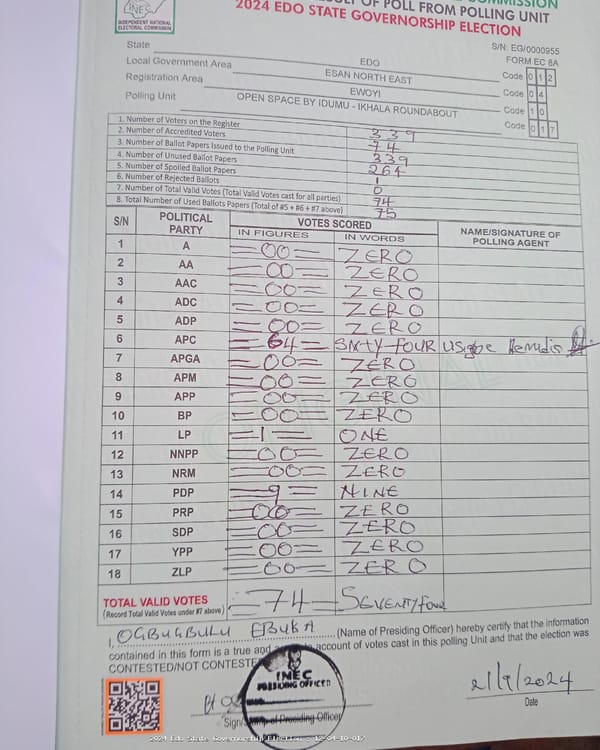 INEC
INDEPENDENT NATIONAL
ELECTORAL COMMISSION
COMMISSION
RESULT OF POLL FROM POLLING UNIT
2024 EDO STATE GOVERNORSHIP ELECTION
S/N: EG/0000955
FORM EC 8A
State EDO Code 0 1 2
Local Government Area ESAN NORTH EAST Code 0 4
Registration Area EWOYI Code 1 0
Polling Unit OPEN SPACE BY IDUMU - IKHALA ROUNDABOUT Code 0 1 7
1. Number of Voters on the Register 339
2. Number of Accredited Voters 74
3. Number of Ballot Papers Issued to the Polling Unit 339
4. Number of Unused Ballot Papers 264
5. Number of Spoiled Ballot Papers 1
6. Number of Rejected Ballots 0
7. Number of Total Valid Votes (Total Valid Votes cast for all parties) 74
8. Total Number of Used Ballots Papers (Total of #5 + #6 + #7 above) 75
S/N POLITICAL PARTY VOTES SCORED NAME/SIGNATURE OF POLLING AGENT
IN FIGURES IN WORDS
1 A =00= ZERO
2 AA =00= ZERO
3 AAC =00= ZERO
4 ADC =00= ZERO
5 ADP =00= ZERO
6 APC =64= SIXTY FOUR
7 APGA =00= ZERO
8 APM =00= ZERO
9 APP =00= ZERO
10 BP =00= ZERO
11 LP =1= ONE
12 NNPP =00= ZERO
13 NRM =00= ZERO
14 PDP =9= NINE
15 PRP =00= ZERO
16 SDP =00= ZERO
17 YPP =00= ZERO
18 ZLP =00= ZERO
TOTAL VALID VOTES =74= SEVENTY FOUR
(Record Total Valid Votes under #7 above)
I, OGBUGBULU EBUKA (Name of Presiding Officer) hereby certify that the information
contained in this form is a true and account of votes cast in this polling Unit and that the election was
CONTESTED/NOT CONTESTED
INEC
PRESIDING OFFICER
21/9/2024
Date
Sign/Stamp of Presiding Officer
2024 Edo State Governorship Election - 12-04-10-017